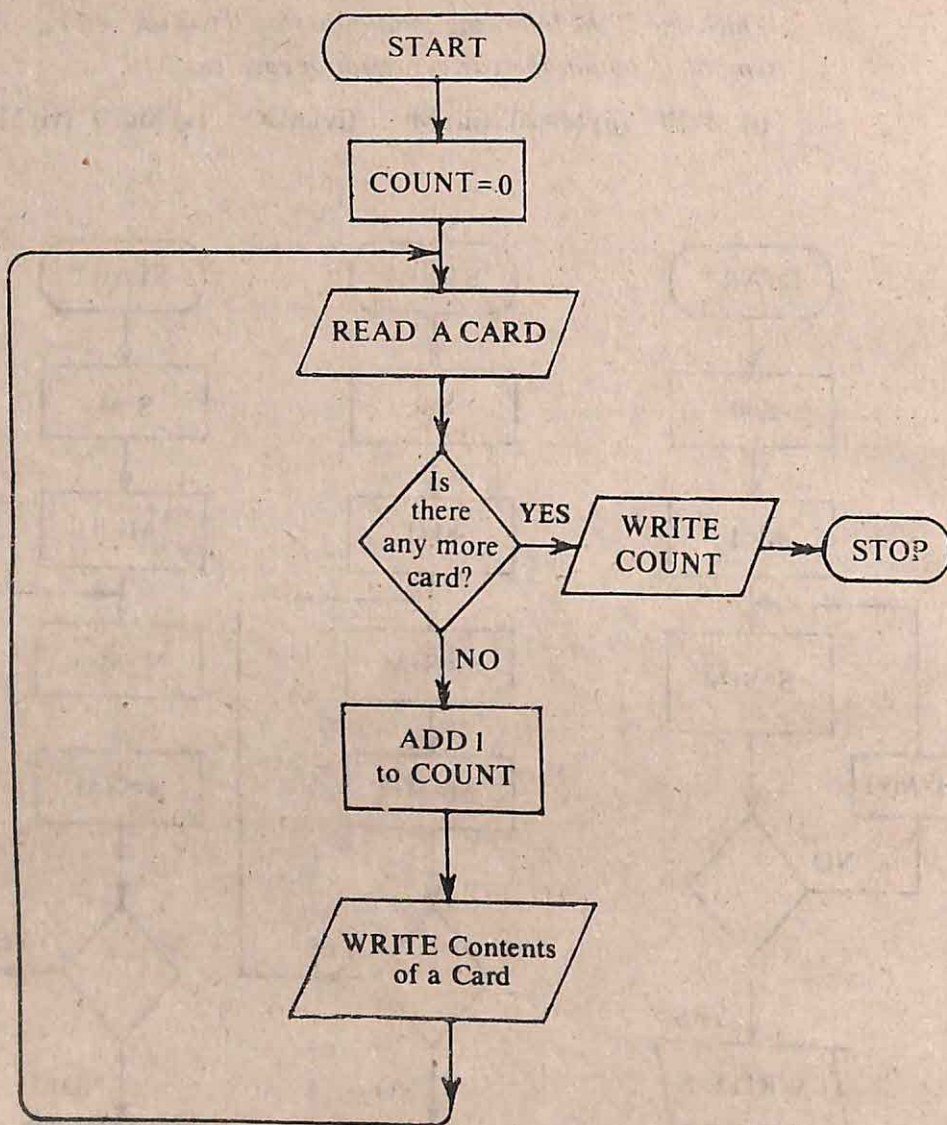 START
COUNT=.0
READ A CARD
Is
there
any more
card?
YES
WRITE
COUNT
STOP
NO
ADD 1
to COUNT
WRITE Contents
of a Card